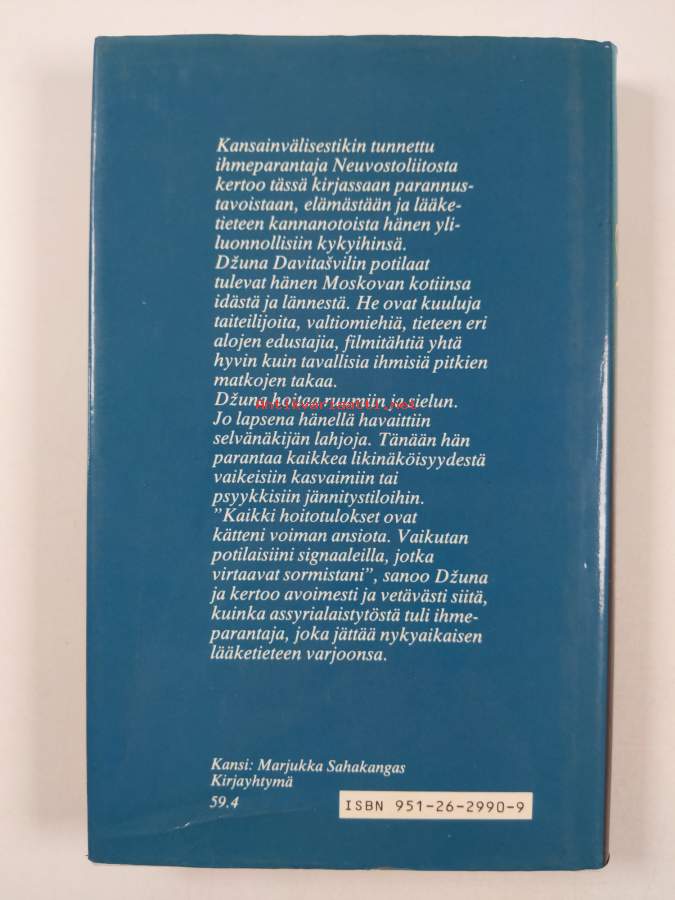 Kansainvälisestikin tunnettu
ihmeparantaja Neuvostoliitosta
kertoo tässä kirjassaan parannus-
tavoistaan, elämästään ja lääke-
tieteen kannanotoista hänen yli-
luonnollisiin kykyihinsä.
Džuna Davitašvilin potilaat
tulevat hänen Moskovan kotiinsa
idästä ja lännestä. He ovat kuuluja
taiteilijoita, valtiomiehiä, tieteen eri
alojen edustajia, filmitähtiä yhtä
hyvin kuin tavallisia ihmisiä pitkien
matkojen takaa.
Džuna hoitaa ruumiin ja sielun.
Antikvariaatti.net
Jo lapsena hänellä havaittiin
selvänäkijän lahjoja. Tänään hän
parantaa kaikkea likinäköisyydestä
vaikeisiin kasvaimiin tai
psyykkisiin jännitystiloihin.
"Kaikki hoitotulokset ovat
kätteni voiman ansiota. Vaikutan
potilaisiini signaaleilla, jotka
virtaavat sormistani", sanoo Džuna
ja kertoo avoimesti ja vetävästi siitä,
kuinka assyrialaistytöstä tuli ihme-
parantaja, joka jättää nykyaikaisen
lääketieteen varjoonsa.
Kansi: Marjukka Sahakangas
Kirjayhtymä
59.4
ISBN 951-26-2990-9